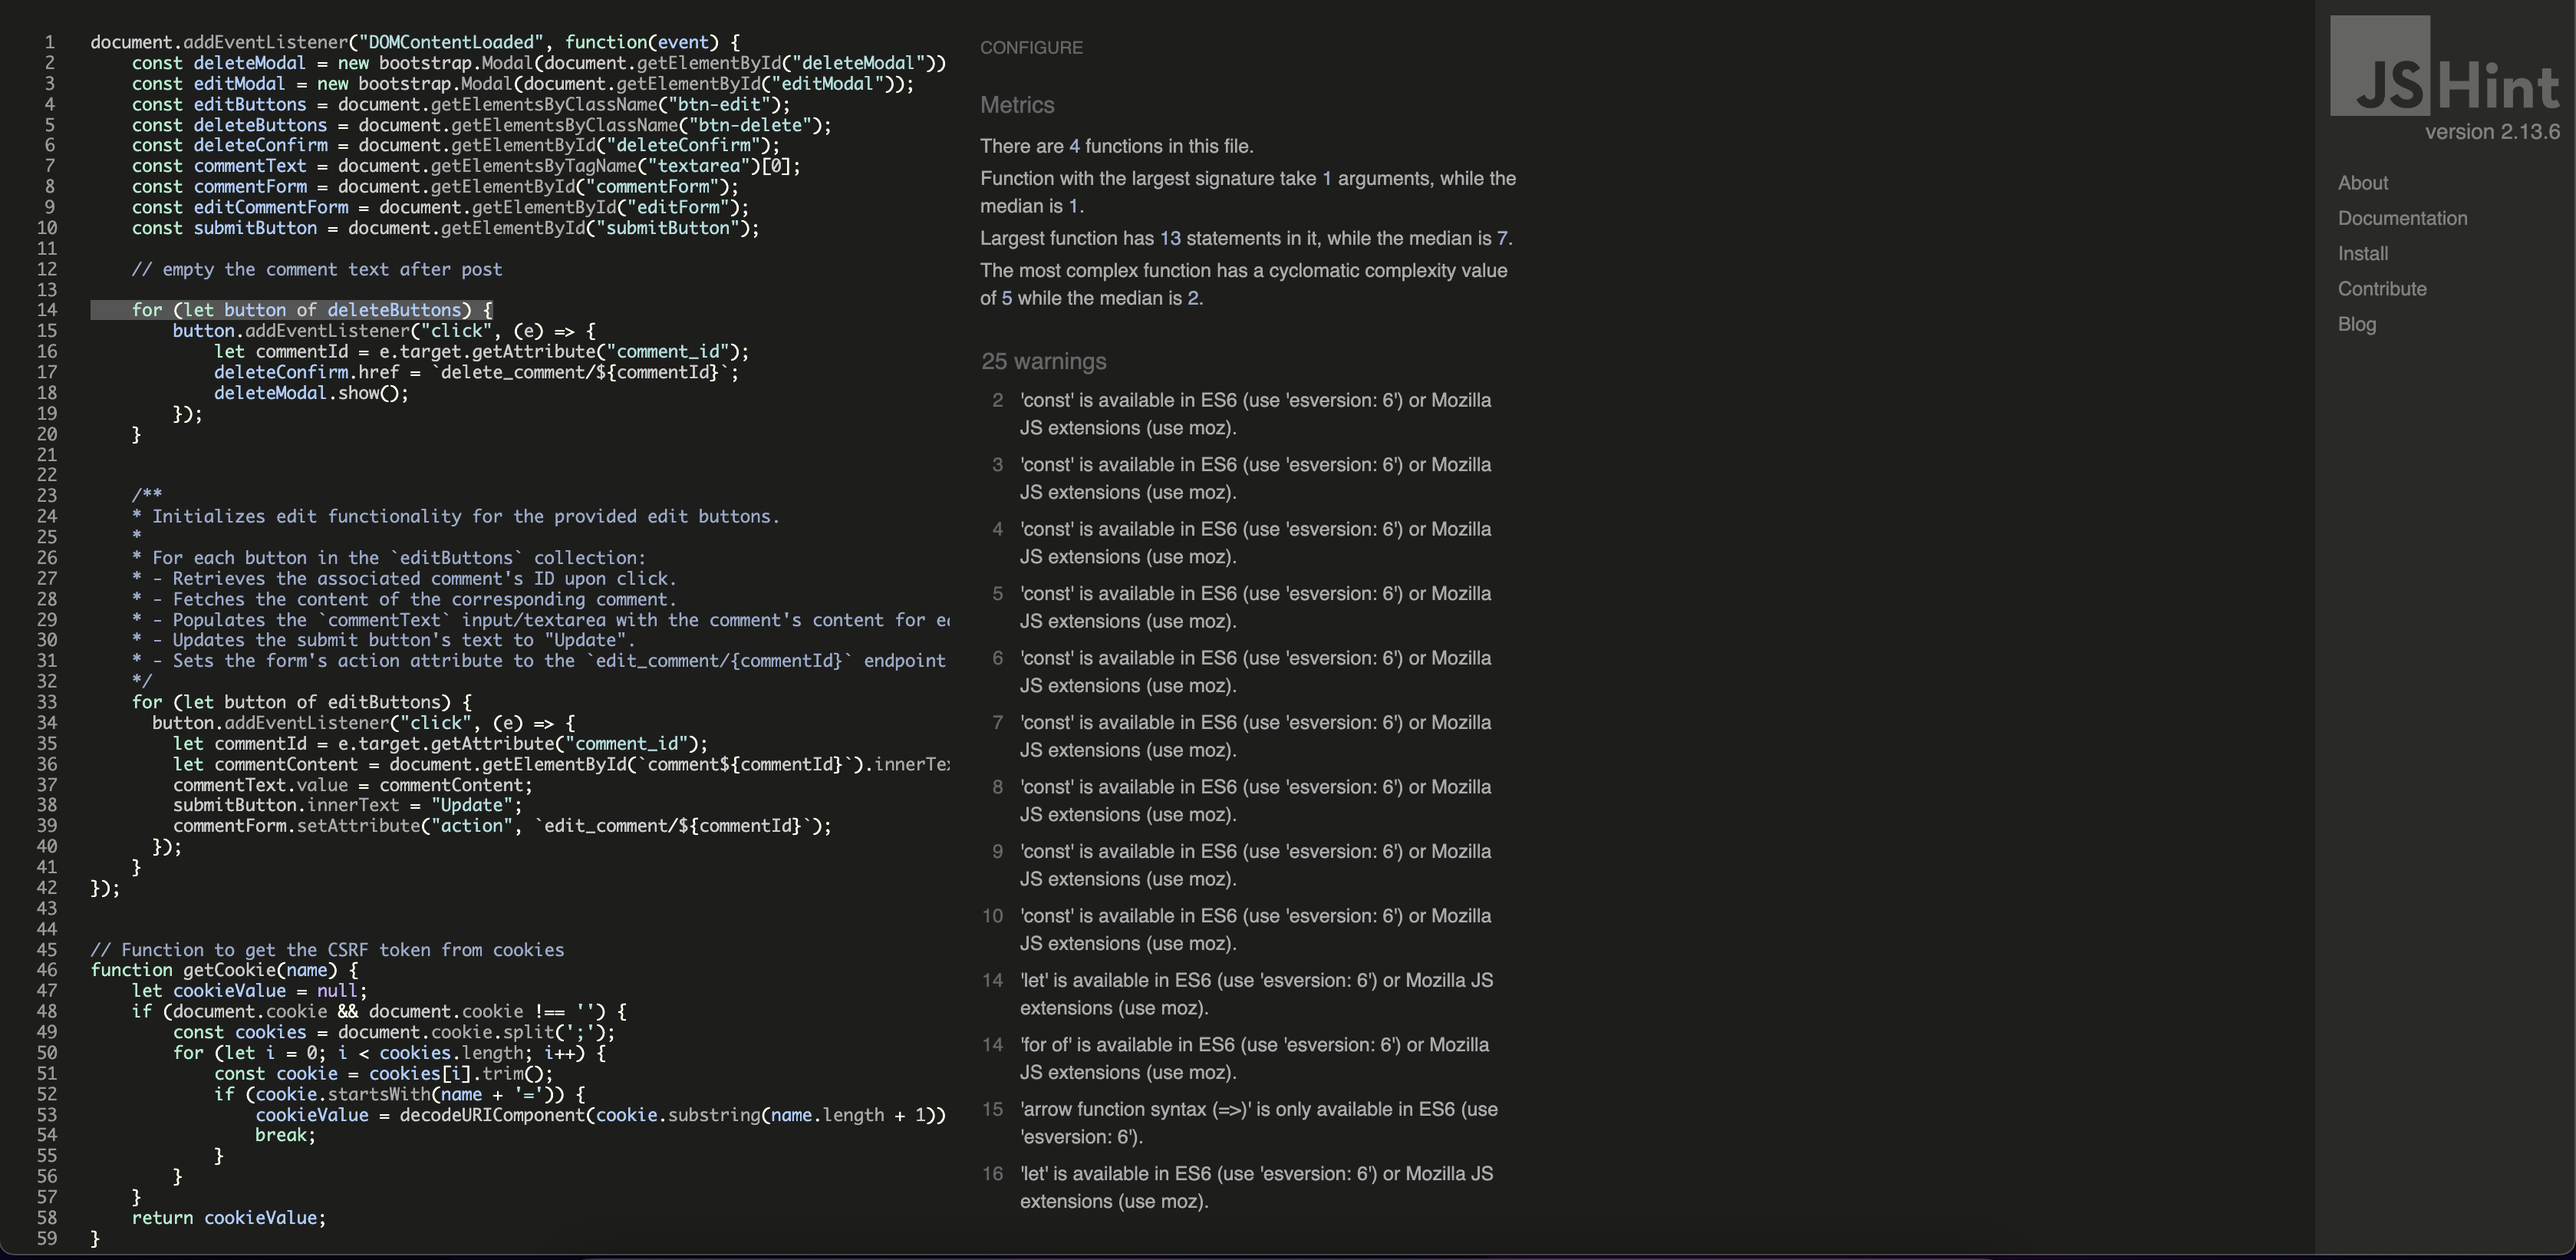 1 document.addEventListener("DOMContentLoaded", function(event) {
2 const deleteModal = new bootstrap.Modal(document.getElementById("deleteModal"))
3 const editModal = new bootstrap.Modal(document.getElementById("editModal"));
4 const editButtons = document.getElementsByClassName("btn-edit");
5 const deleteButtons = document.getElementsByClassName("btn-delete");
6 const deleteConfirm = document.getElementById("deleteConfirm");
7 const commentText = document.getElementsByTagName("textarea")[0];
8 const commentForm = document.getElementById("commentForm");
9 const editCommentForm = document.getElementById("editForm");
10 const submitButton = document.getElementById("submitButton");
11
12 // empty the comment text after post
13
14 for (let button of deleteButtons) {
15 button.addEventListener("click", (e) => {
16 let commentId = e.target.getAttribute("comment_id");
17 deleteConfirm.href = `delete_comment/${commentId}`;
18 deleteModal.show();
19 });
20 }
21
22
23 /**
24 * Initializes edit functionality for the provided edit buttons.
25 *
26 * For each button in the `editButtons` collection:
27 * - Retrieves the associated comment's ID upon click.
28 * - Fetches the content of the corresponding comment.
29 * - Populates the `commentText` input/textarea with the comment's content for
30 * - Updates the submit button's text to "Update".
31 * - Sets the form's action attribute to the `edit_comment/{commentId}` endpoint
32 */
33 for (let button of editButtons) {
34 button.addEventListener("click", (e) => {
35 let commentId = e.target.getAttribute("comment_id");
36 let commentContent = document.getElementById(`comment${commentId}`).innerTe
37 commentText.value = commentContent;
38 submitButton.innerText = "Update";
39 commentForm.setAttribute("action", `edit_comment/${commentId}`);
40 });
41 }
42 });
43
44
45 // Function to get the CSRF token from cookies
46 function getCookie(name) {
47 let cookieValue = null;
48 if (document.cookie && document.cookie !== '') {
49 const cookies = document.cookie.split(';');
50 for (let i = 0; i < cookies.length; i++) {
51 const cookie = cookies[i].trim();
52 if (cookie.startsWith(name + '=')) {
53 cookieValue = decodeURIComponent(cookie.substring(name.length + 1))
54 break;
55 }
56 }
57 }
58 return cookieValue;
59 }
CONFIGURE
Metrics
There are 4 functions in this file.
Function with the largest signature take 1 arguments, while the
median is 1.
Largest function has 13 statements in it, while the median is 7.
The most complex function has a cyclomatic complexity value
of 5 while the median is 2.
25 warnings
2 'const' is available in ES6 (use 'esversion: 6') or Mozilla
JS extensions (use moz).
3 'const' is available in ES6 (use 'esversion: 6') or Mozilla
JS extensions (use moz).
4 'const' is available in ES6 (use 'esversion: 6') or Mozilla
JS extensions (use moz).
5 'const' is available in ES6 (use 'esversion: 6') or Mozilla
JS extensions (use moz).
6 'const' is available in ES6 (use 'esversion: 6') or Mozilla
JS extensions (use moz).
7 'const' is available in ES6 (use 'esversion: 6') or Mozilla
JS extensions (use moz).
8 'const' is available in ES6 (use 'esversion: 6') or Mozilla
JS extensions (use moz).
9 'const' is available in ES6 (use 'esversion: 6') or Mozilla
JS extensions (use moz).
10 'const' is available in ES6 (use 'esversion: 6') or Mozilla
JS extensions (use moz).
14 'let' is available in ES6 (use 'esversion: 6') or Mozilla JS
extensions (use moz).
14 'for of' is available in ES6 (use 'esversion: 6') or Mozilla
JS extensions (use moz).
15 'arrow function syntax (=>)' is only available in ES6 (use
'esversion: 6').
16 'let' is available in ES6 (use 'esversion: 6') or Mozilla JS
extensions (use moz).
JSHint
version 2.13.6
About
Documentation
Install
Contribute
Blog